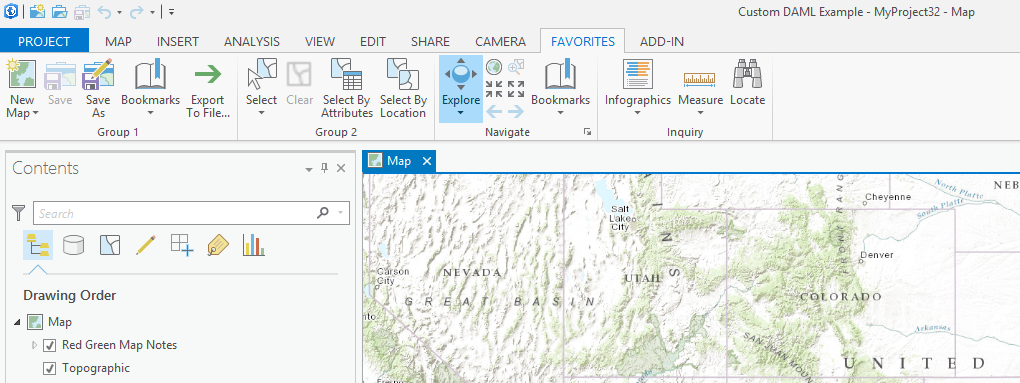 Custom DAML Example - MyProject32 - Map
PROJECT MAP INSERT ANALYSIS VIEW EDIT SHARE CAMERA FAVORITES ADD-IN
New Map Save Save As Bookmarks Export To File...
Select Clear Select By Attributes Select By Location
Explore Bookmarks
Infographics Measure Locate
Group 1 Group 2 Navigate Inquiry
Contents
Map
Search
Drawing Order
Map
Red Green Map Notes
Topographic
Salt
Lake
City
Cheyenne
North Platte
NEB
South Platte
FRONT RANG
Denver
Carson
City
NEVADA
UTAH
GREAT BASIN
COLORADO
Arkansas
SAN JUAN MOUN
UNITED
nto
Fresno
I
N
S